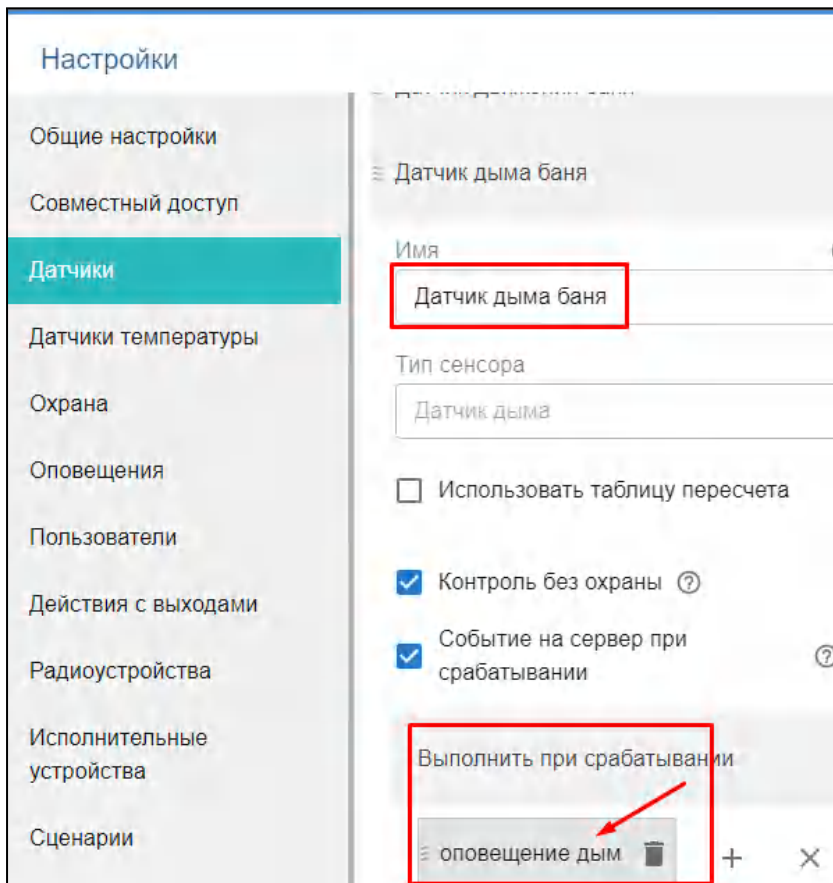 Настройки
Общие настройки
Совместный доступ
Датчики
Датчики температуры
Охрана
Оповещения
Пользователи
Действия с выходами
Радиоустройства
Исполнительные
устройства
Сценарии
Датчик дыма баня
Имя
Датчик дыма баня
Тип сенсора
Датчик дыма
Использовать таблицу пересчета
Контроль без охраны
Событие на сервер при
срабатывании
Выполнить при срабатывании
оповещение дым